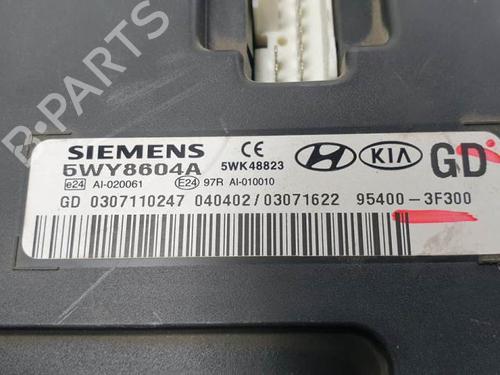 B-PARTS
SIEMENS CE 5WK48823 HYUNDAI KIA GD
5WY8604A
e24 AI-020061 E24 97R AI-010010
GD 0307110247 040402/03071622 95400-3F300